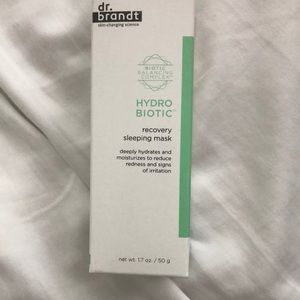 dr.
brandt
skin-changing science
BIOTIC
BALANCING
COMPLEX
HYDRO
BIOTIC™
recovery
sleeping mask
deeply hydrates and
moisturizes to reduce
redness and signs
of irritation
net wt. 1.7 oz. / 50 g